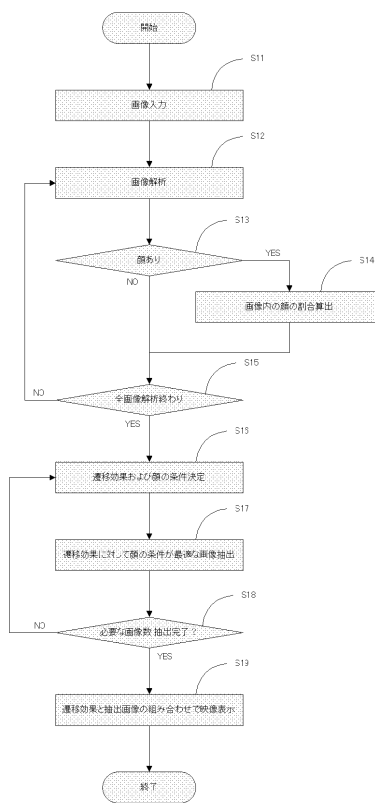 開始
S11
画像入力
S12
画像解析
S13
顔あり
YES
NO
S14
画像内の顔の割合算出
S15
全画像解析終わり
NO
YES
S16
遷移効果および顔の条件決定
S17
遷移効果に対して顔の条件が最適な画像抽出
S18
必要な画像数 抽出完了？
NO
YES
S19
遷移効果と抽出画像の組み合わせで映像表示
終了